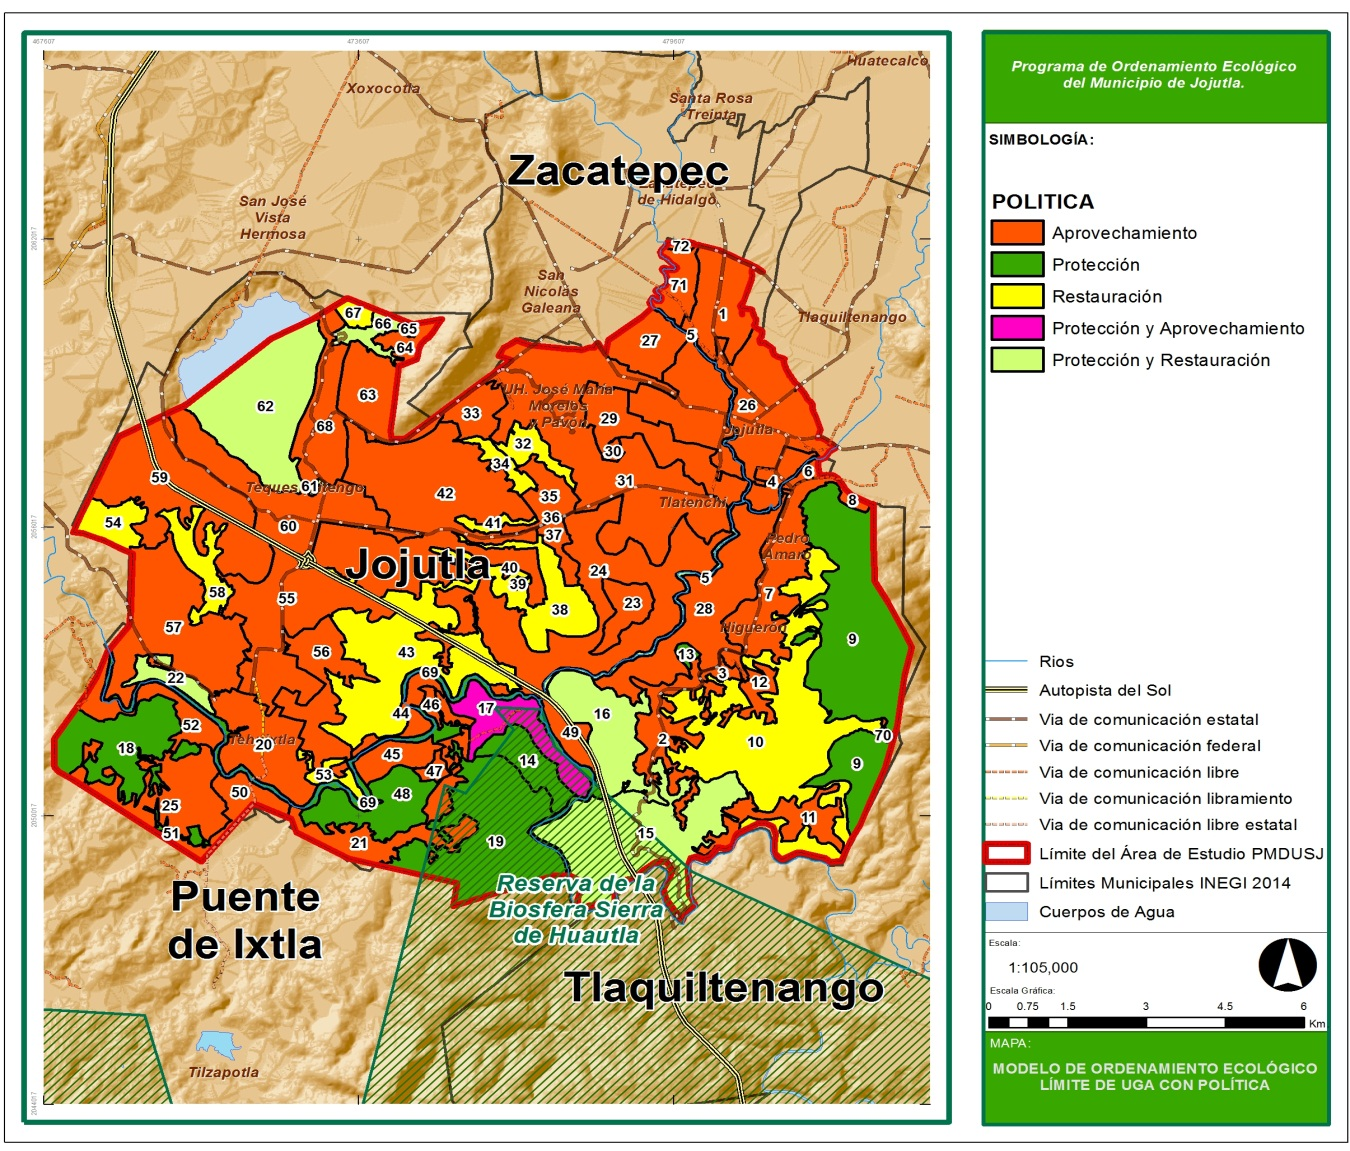 467607
473607
479607
2062017
2056017
2050017
2044017
Xoxocotla
Huatecalco
Santa Rosa
Treinta
Zacatepec
de Hidalgo
San José
Vista
Hermosa
San
Nicolas
Galeana
Tlaquiltenango
72
71
1
67
66
65
64
27
5
63
62
68
UH. José María
Morelos
y Pavón
33
29
26
Jojutla
32
30
34
6
59
61
42
35
31
4
Tlatenchi
8
54
60
41
36
37
Pedro
Amaro
Jojutla
40
39
24
5
58
55
38
23
28
7
57
Higuerón
9
56
43
13
22
69
3
12
46
17
16
44
52
49
2
10
70
18
20
45
14
9
53
47
50
69
48
25
11
51
21
19
15
Puente
de Ixtla
Reserva de la
Biosfera Sierra
de Huautla
Tlaquiltenango
Tilzapotla
Programa de Ordenamiento Ecológico
del Municipio de Jojutla.
SIMBOLOGÍA:
POLITICA
Aprovechamiento
Protección
Restauración
Protección y Aprovechamiento
Protección y Restauración
Rios
Autopista del Sol
Via de comunicación estatal
Via de comunicación federal
Via de comunicación libre
Via de comunicación libramiento
Via de comunicación libre estatal
Límite del Área de Estudio PMDUSJ
Límites Municipales INEGI 2014
Cuerpos de Agua
Escala:
1:105,000
Escala Gráfica:
0 0.75 1.5 3 4.5 6
Km
MAPA:
MODELO DE ORDENAMIENTO ECOLÓGICO
LÍMITE DE UGA CON POLÍTICA